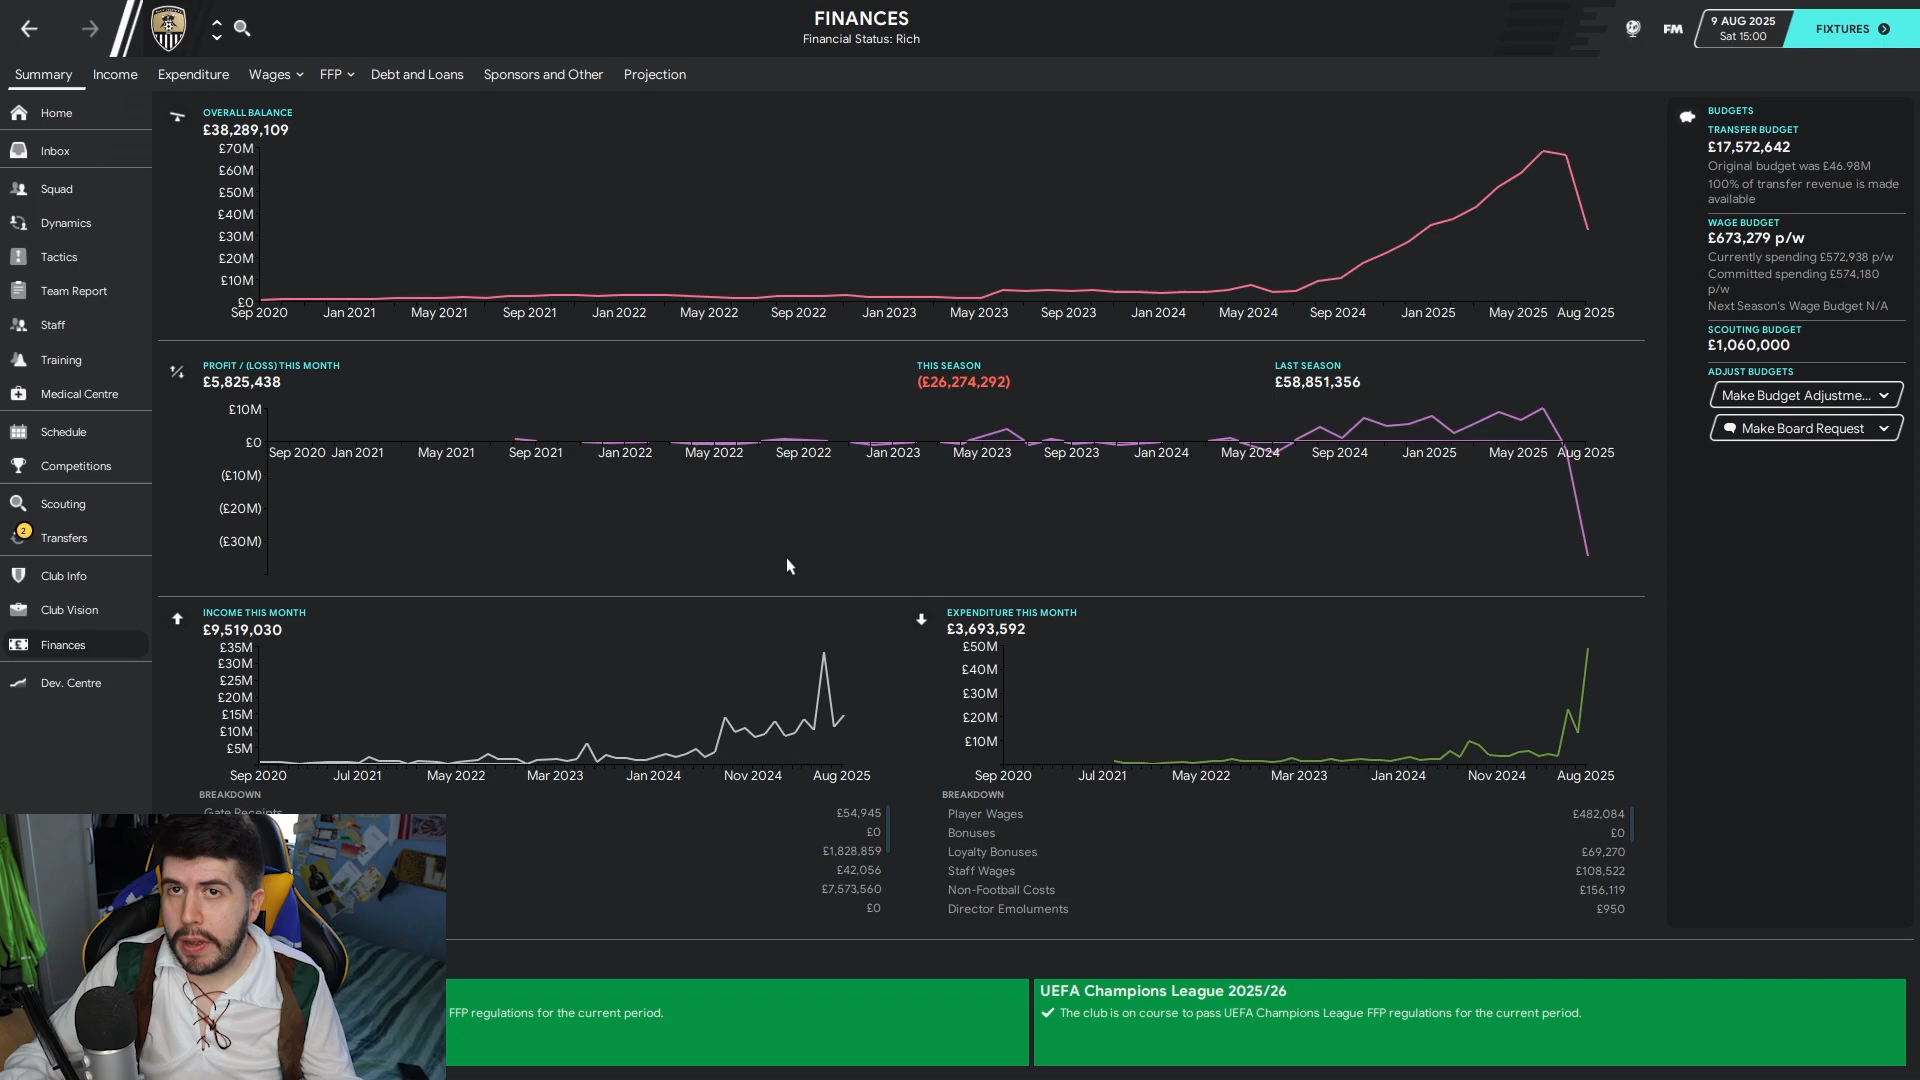 FINANCES
Financial Status: Rich
FM
9 AUG 2025
Sat 15:00
FIXTURES
Summary Income Expenditure Wages FFP Debt and Loans Sponsors and Other Projection
Home
Inbox
Squad
Dynamics
Tactics
Team Report
Staff
Training
Medical Centre
Schedule
Competitions
Scouting
2
Transfers
Club Info
Club Vision
Finances
Dev. Centre
OVERALL BALANCE
£38,289,109
£70M
£60M
£50M
£40M
£30M
£20M
£10M
£0
Sep 2020 Jan 2021 May 2021 Sep 2021 Jan 2022 May 2022 Sep 2022 Jan 2023 May 2023 Sep 2023 Jan 2024 May 2024 Sep 2024 Jan 2025 May 2025 Aug 2025
PROFIT / (LOSS) THIS MONTH
£5,825,438
THIS SEASON
(£26,274,292)
LAST SEASON
£58,851,356
£10M
£0
(£10M)
(£20M)
(£30M)
Sep 2020 Jan 2021 May 2021 Sep 2021 Jan 2022 May 2022 Sep 2022 Jan 2023 May 2023 Sep 2023 Jan 2024 May 2024 Sep 2024 Jan 2025 May 2025 Aug 2025
INCOME THIS MONTH
£9,519,030
£35M
£30M
£25M
£20M
£15M
£10M
£5M
Sep 2020 Jul 2021 May 2022 Mar 2023 Jan 2024 Nov 2024 Aug 2025
BREAKDOWN
Gate Receipts £54,945
£0
£1,828,859
£42,056
£7,573,560
£0
EXPENDITURE THIS MONTH
£3,693,592
£50M
£40M
£30M
£20M
£10M
Sep 2020 Jul 2021 May 2022 Mar 2023 Jan 2024 Nov 2024 Aug 2025
BREAKDOWN
Player Wages £482,084
Bonuses £0
Loyalty Bonuses £69,270
Staff Wages £108,522
Non-Football Costs £156,119
Director Emoluments £950
FFP regulations for the current period.
UEFA Champions League 2025/26
The club is on course to pass UEFA Champions League FFP regulations for the current period.
BUDGETS
TRANSFER BUDGET
£17,572,642
Original budget was £46.98M
100% of transfer revenue is made
available
WAGE BUDGET
£673,279 p/w
Currently spending £572,938 p/w
Committed spending £574,180
p/w
Next Season's Wage Budget N/A
SCOUTING BUDGET
£1,060,000
ADJUST BUDGETS
Make Budget Adjustme...
Make Board Request